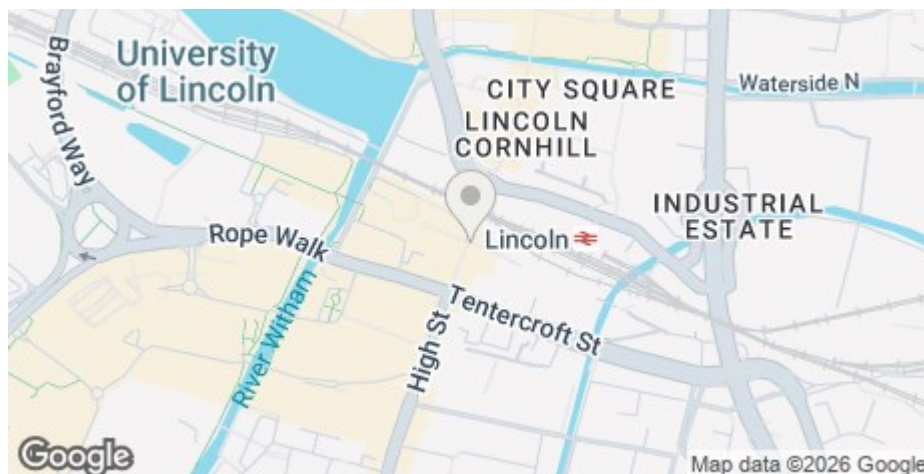 Brayford Way
University
of Lincoln
CITY SQUARE
LINCOLN
CORNHILL
Waterside N
INDUSTRIAL
ESTATE
Rope Walk
Lincoln
River Witham
High St
Tentercroft St
Google
Map data ©2026 Google